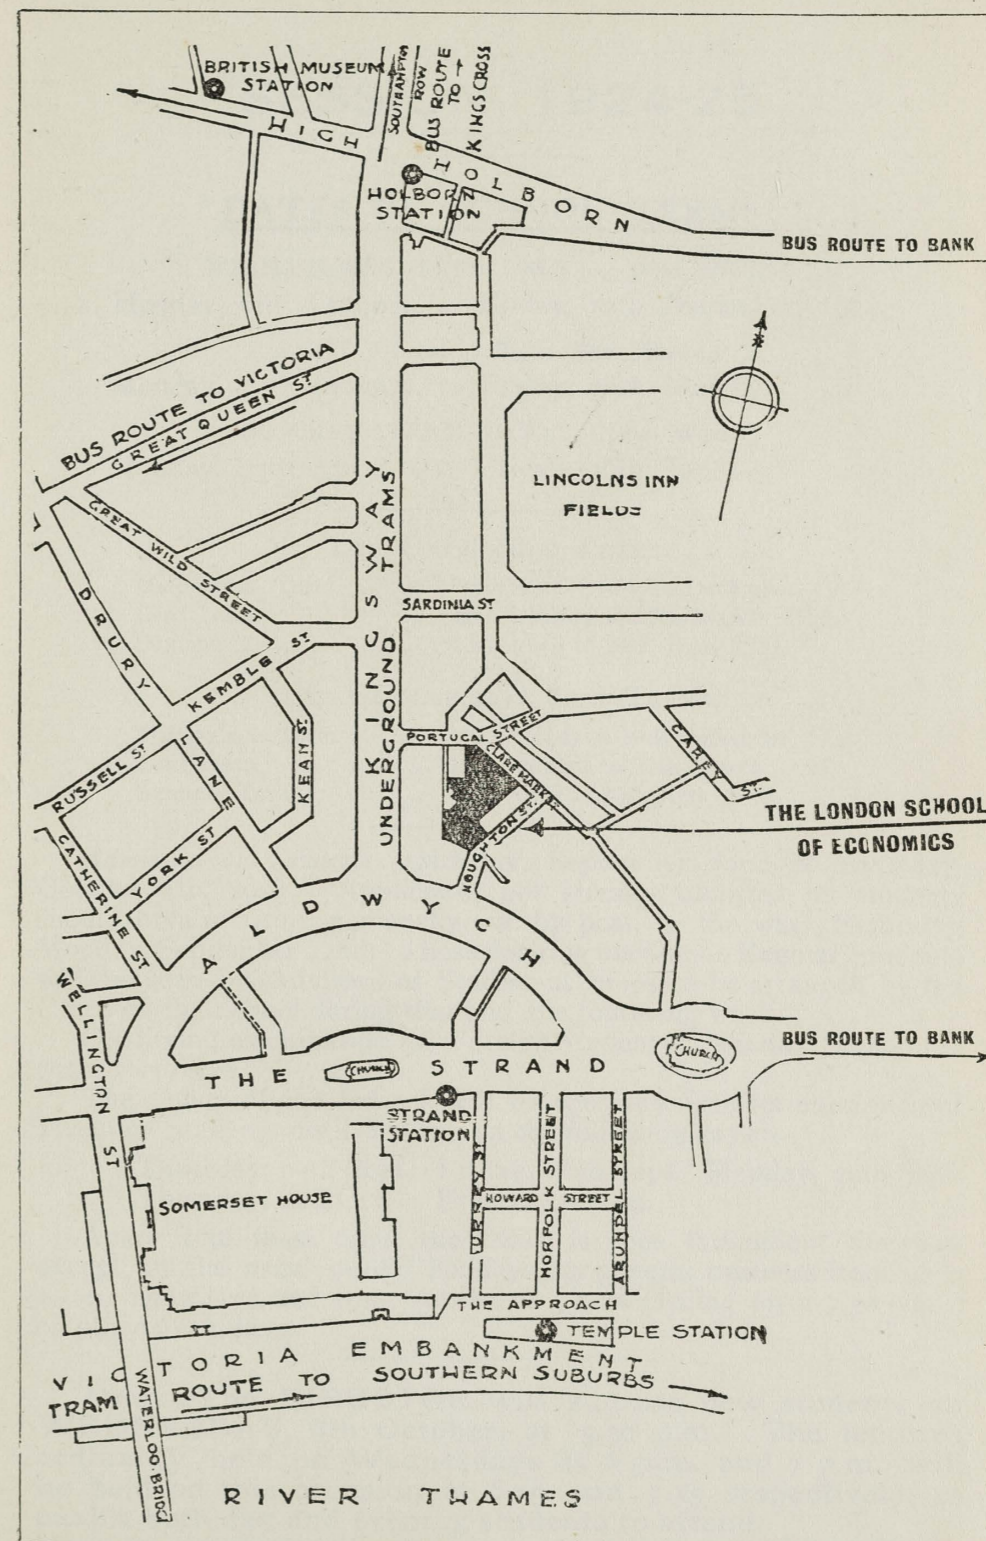 BRITISH MUSEUM
STATION
SOUTHAMPTON
ROW
BUS ROUTE
TO →
KINGS CROSS
HIGH
HOLBORN
HOLBORN
STATION
BUS ROUTE TO BANK
BUS ROUTE TO VICTORIA
GREAT QUEEN ST
LINCOLNS INN
FIELDS
GREAT WILD STREET
KINGSWAY
UNDERGROUND TRAMS
SARDINIA ST
DRURY
LANE
KEMBLE ST
KEAN ST
PORTUGAL STREET
CLARE MARKET
CAREY
ST.
RUSSELL ST
THE LONDON SCHOOL
OF ECONOMICS
HOUGHTON ST.
YORK ST
CATHERINE ST
ALDWYCH
WELLINGTON
ST
BUS ROUTE TO BANK
CHURCH
CHURCH
THE STRAND
STRAND
STATION
SOMERSET HOUSE
HOWARD STREET
NORFOLK STREET
ARUNDEL STREET
THE APPROACH
TEMPLE STATION
VICTORIA EMBANKMENT
TRAM ROUTE TO SOUTHERN SUBURBS
WATERLOO BRIDG
RIVER THAMES